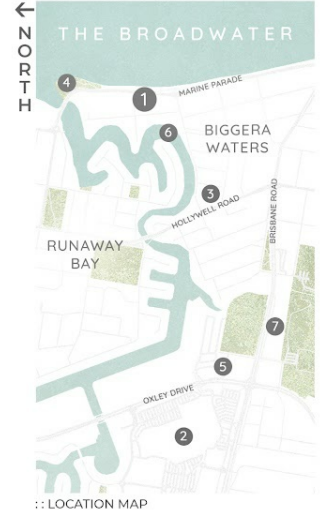 NORTH
THE BROADWATER
4
1
MARINE PARADE
6
BIGGERA
WATERS
3
HOLLYWELL ROAD
BRISBANE ROAD
RUNAWAY
BAY
7
5
OXLEY DRIVE
2
:: LOCATION MAP